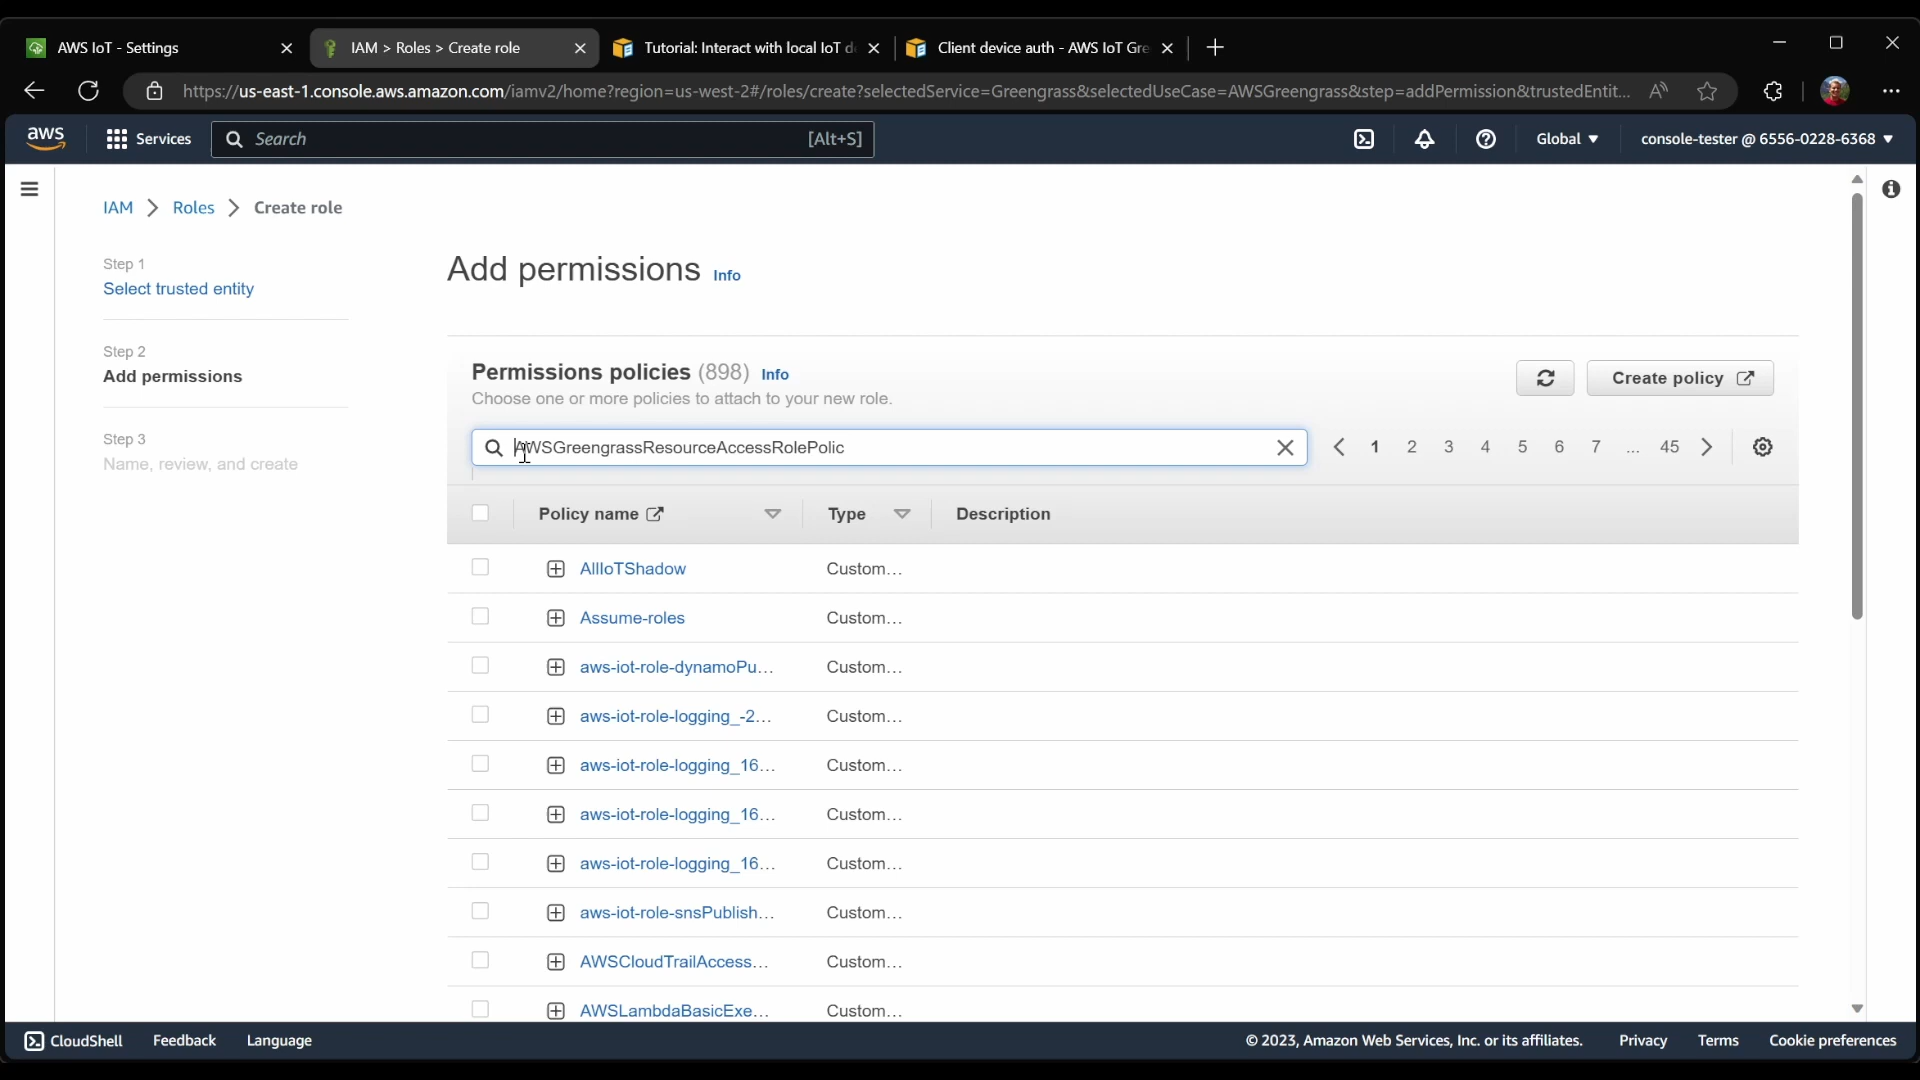 AWS IoT - Settings
IAM > Roles > Create role
Tutorial: Interact with local IoT de
Client device auth - AWS IoT Gre
https://us-east-1.console.aws.amazon.com/iamv2/home?region=us-west-2#/roles/create?selectedService=Greengrass&selectedUseCase=AWSGreengrass&step=addPermission&trustedEntit...
aws
Services
Search
[Alt+S]
Global
console-tester @ 6556-0228-6368
IAM > Roles > Create role
Step 1
Select trusted entity
Step 2
Add permissions
Step 3
Name, review, and create
Add permissions Info
Permissions policies (898) Info
Choose one or more policies to attach to your new role.
Create policy
AWSGreengrassResourceAccessRolePolic
1 2 3 4 5 6 7 ... 45
Policy name Type Description
AllIoTShadow Custom...
Assume-roles Custom...
aws-iot-role-dynamoPu... Custom...
aws-iot-role-logging_-2... Custom...
aws-iot-role-logging_16... Custom...
aws-iot-role-logging_16... Custom...
aws-iot-role-logging_16... Custom...
aws-iot-role-snsPublish... Custom...
AWSCloudTrailAccess... Custom...
AWSLambdaBasicExe... Custom...
CloudShell Feedback Language
© 2023, Amazon Web Services, Inc. or its affiliates. Privacy Terms Cookie preferences